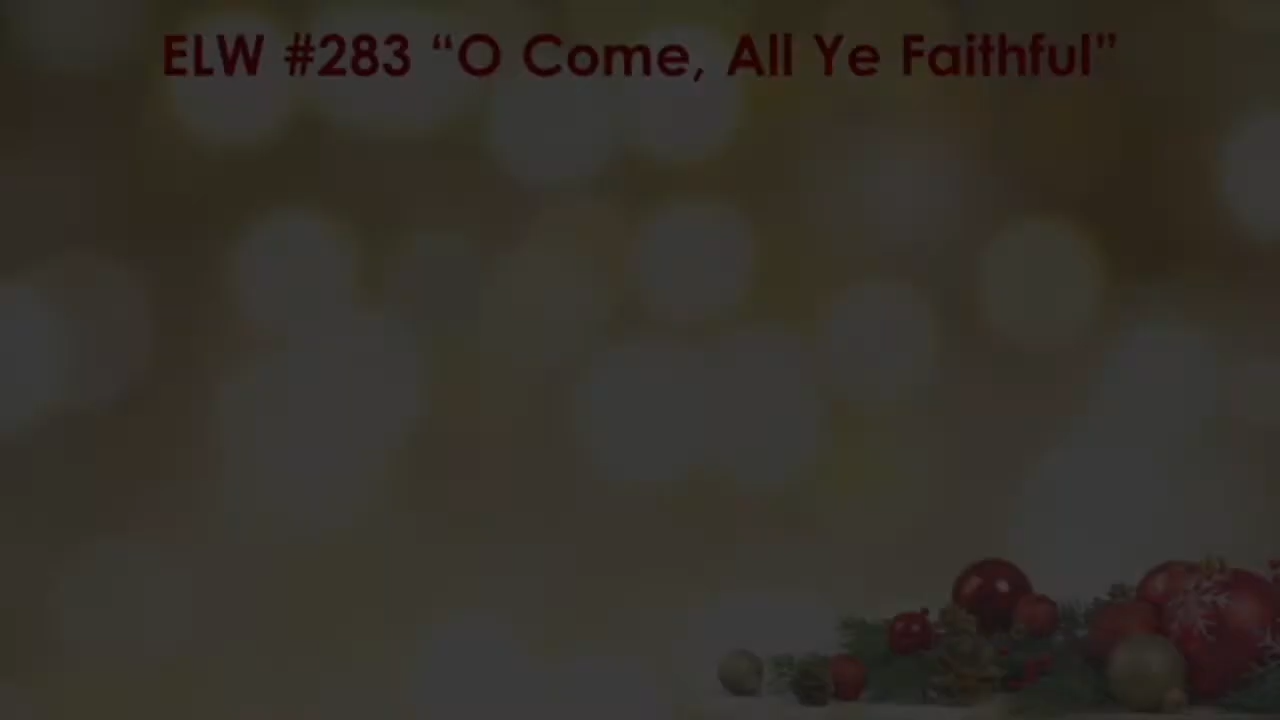 ELW #283 “O Come, All Ye Faithful”